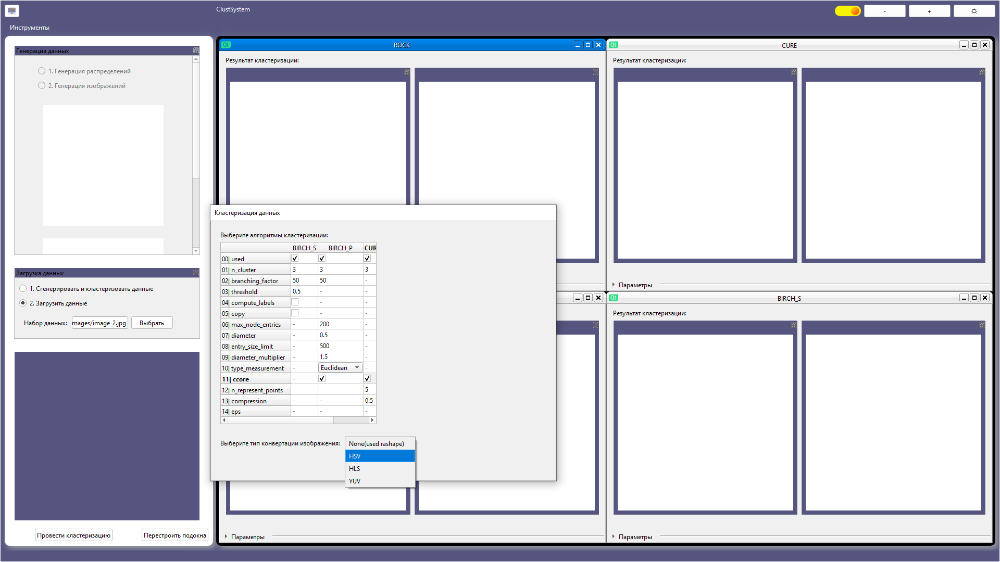 ClustSystem
- + ☼
Инструменты
Генерация данных
1. Генерация распределений
2. Генерация изображений
Загрузка данных
1. Сгенерировать и кластеризовать данные
2. Загрузить данные
Набор данных: mages/image_2.jpg Выбрать
Провести кластеризацию Перестроить подокна
Qt ROCK
Результат кластеризации:
Qt CURE
Результат кластеризации:
Параметры
Кластеризация данных
Выберите алгоритмы кластеризации:
BIRCH_S BIRCH_P CUR
00| used
01| n_cluster 3 3 3
02| branching_factor 50 50 -
03| threshold 0.5 - -
04| compute_labels - -
05| copy - -
06| max_node_entries - 200 -
07| diameter - 0.5 -
08| entry_size_limit - 500 -
09| diameter_multiplier - 1.5 -
10| type_measurement - Euclidean -
11| ccore -
12| n_represent_points - - 5
13| compression - - 0.5
14| eps - - -
Выберите тип конвертации изображения:
None(used rashape)
HSV
HLS
YUV
Параметры
Qt BIRCH_S
Результат кластеризации:
Параметры